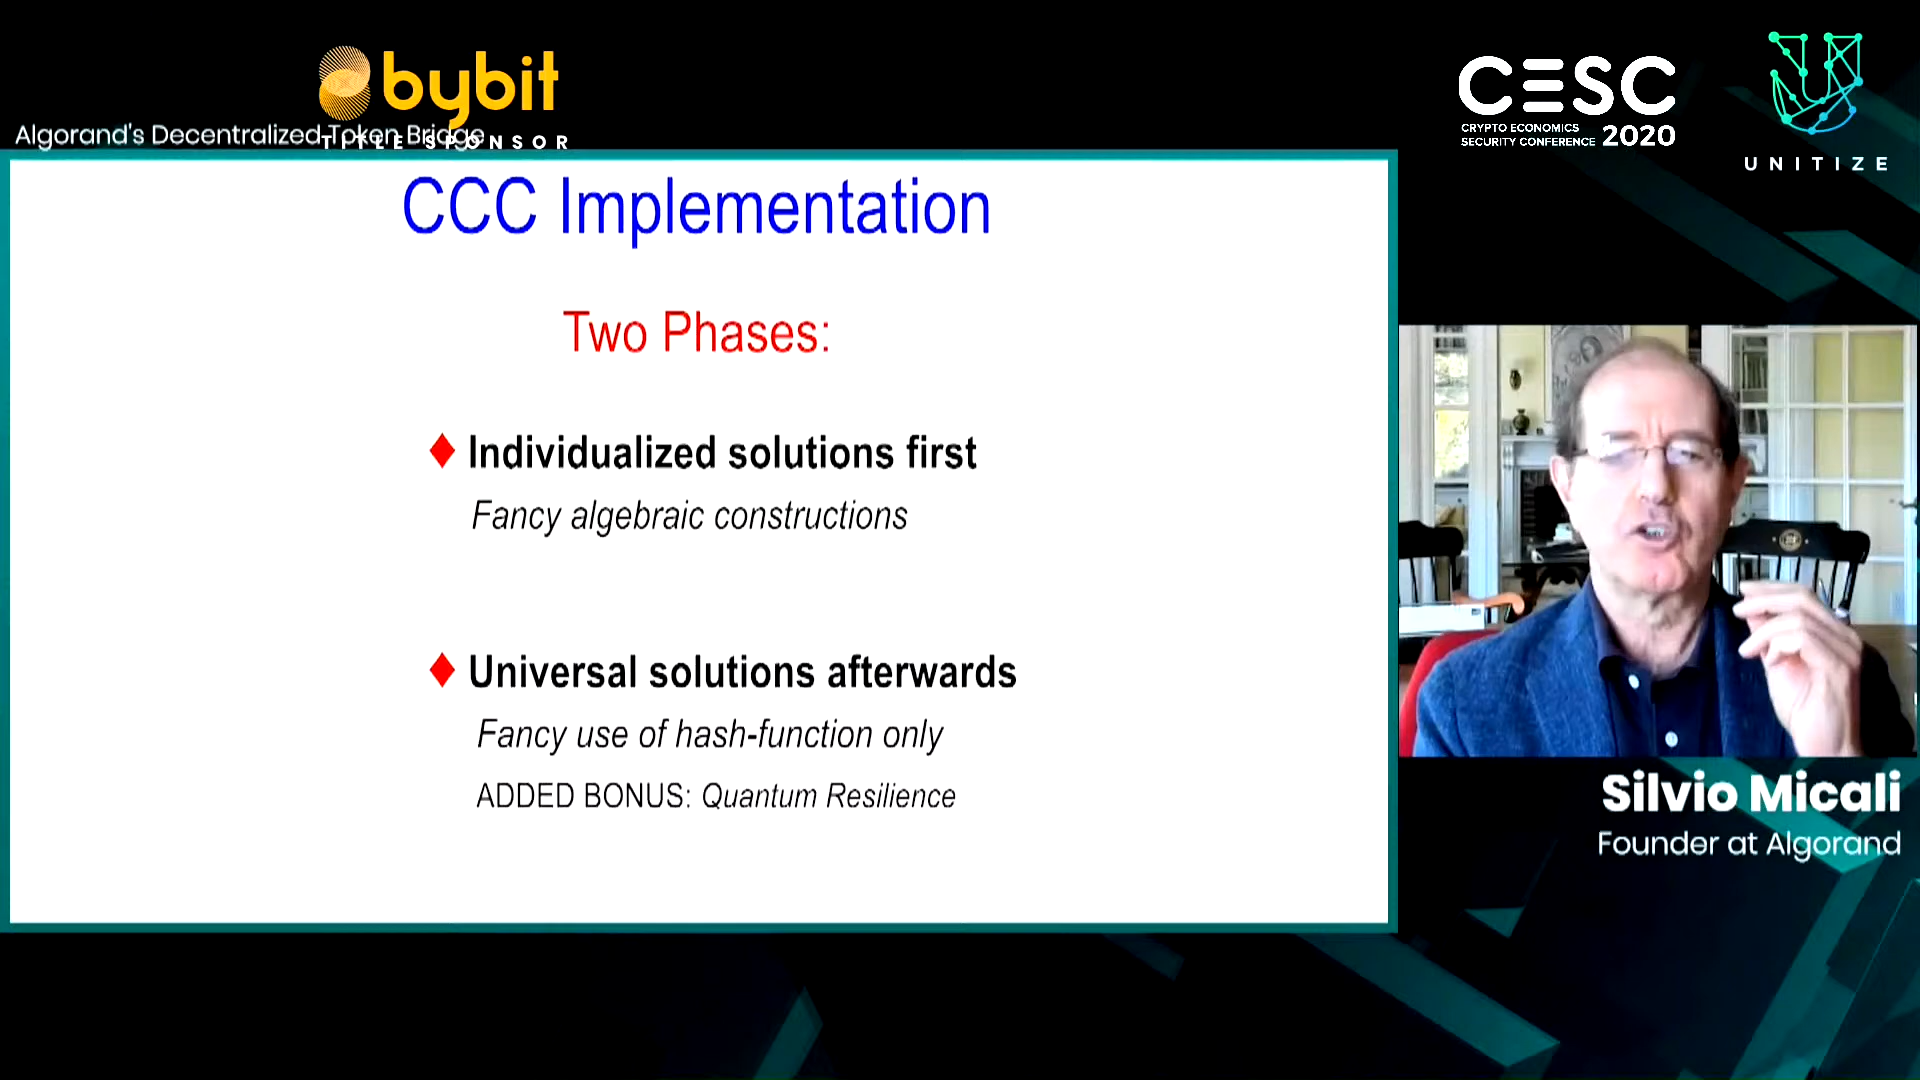 bybit
TITLE SPONSOR
Algorand's Decentralized Token Bridge
CESC
CRYPTO ECONOMICS
SECURITY CONFERENCE 2020
UNITIZE
CCC Implementation
Two Phases:
♦ Individualized solutions first
Fancy algebraic constructions
♦ Universal solutions afterwards
Fancy use of hash-function only
ADDED BONUS: Quantum Resilience
Silvio Micali
Founder at Algorand